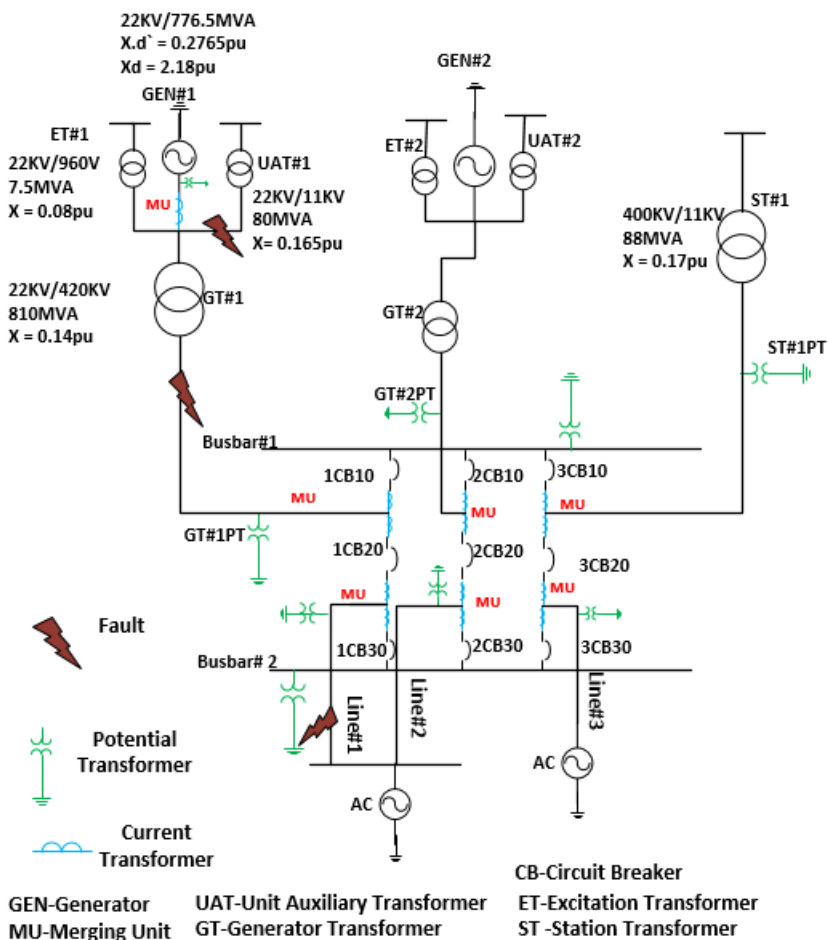 22KV/776.5MVA
X.d` = 0.2765pu
Xd = 2.18pu
GEN#1
GEN#2
ET#1
UAT#1
ET#2
UAT#2
22KV/960V
7.5MVA
X = 0.08pu
MU
22KV/11KV
80MVA
X= 0.165pu
400KV/11KV
88MVA
X = 0.17pu
ST#1
22KV/420KV
810MVA
X = 0.14pu
GT#1
GT#2
ST#1PT
GT#2PT
Busbar#1
1CB10
2CB10
3CB10
MU
MU
MU
GT#1PT
1CB20
2CB20
3CB20
MU
MU
MU
Fault
1CB30
2CB30
3CB30
Busbar# 2
Line#1
Line#2
Line#3
Potential
Transformer
AC
AC
Current
Transformer
CB-Circuit Breaker
GEN-Generator
UAT-Unit Auxiliary Transformer
ET-Excitation Transformer
MU-Merging Unit
GT-Generator Transformer
ST -Station Transformer